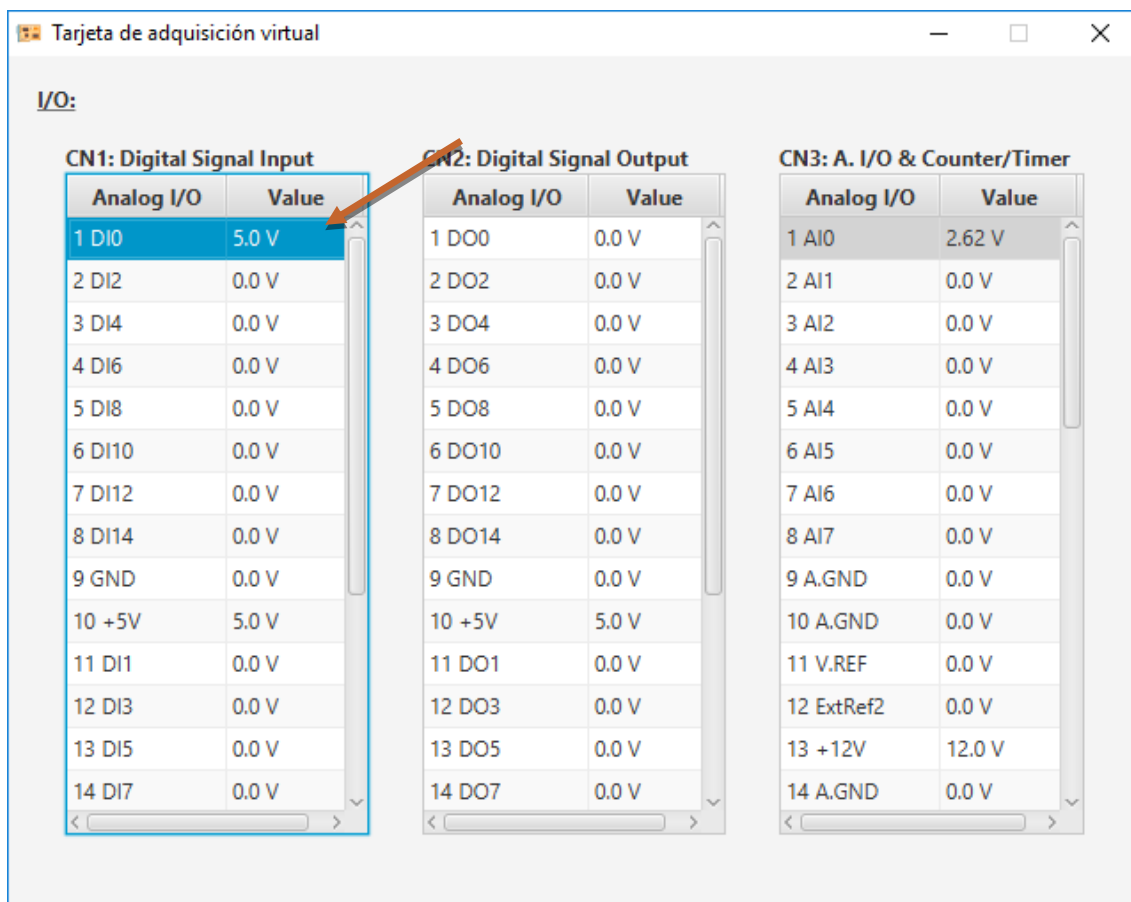 Tarjeta de adquisición virtual
I/O:
CN1: Digital Signal Input
Analog I/O Value
1 DI0 5.0 V
2 DI2 0.0 V
3 DI4 0.0 V
4 DI6 0.0 V
5 DI8 0.0 V
6 DI10 0.0 V
7 DI12 0.0 V
8 DI14 0.0 V
9 GND 0.0 V
10 +5V 5.0 V
11 DI1 0.0 V
12 DI3 0.0 V
13 DI5 0.0 V
14 DI7 0.0 V
CN2: Digital Signal Output
Analog I/O Value
1 DO0 0.0 V
2 DO2 0.0 V
3 DO4 0.0 V
4 DO6 0.0 V
5 DO8 0.0 V
6 DO10 0.0 V
7 DO12 0.0 V
8 DO14 0.0 V
9 GND 0.0 V
10 +5V 5.0 V
11 DO1 0.0 V
12 DO3 0.0 V
13 DO5 0.0 V
14 DO7 0.0 V
CN3: A. I/O & Counter/Timer
Analog I/O Value
1 AI0 2.62 V
2 AI1 0.0 V
3 AI2 0.0 V
4 AI3 0.0 V
5 AI4 0.0 V
6 AI5 0.0 V
7 AI6 0.0 V
8 AI7 0.0 V
9 A.GND 0.0 V
10 A.GND 0.0 V
11 V.REF 0.0 V
12 ExtRef2 0.0 V
13 +12V 12.0 V
14 A.GND 0.0 V